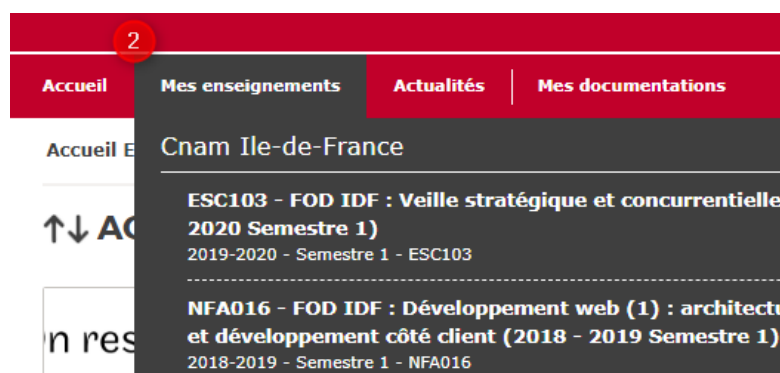 2
Accueil Mes enseignements Actualités Mes documentations
Accueil E
Cnam Ile-de-France
ESC103 - FOD IDF : Veille stratégique et concurrentielle
2020 Semestre 1)
2019-2020 - Semestre 1 - ESC103
NFA016 - FOD IDF : Développement web (1) : architectu
et développement côté client (2018 - 2019 Semestre 1)
2018-2019 - Semestre 1 - NFA016
↑↓ AC
n res